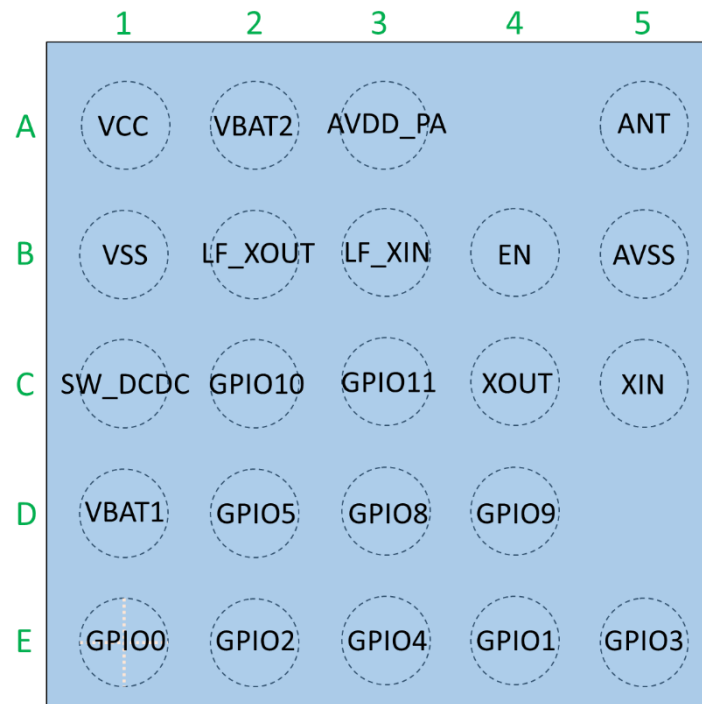 1 2 3 4 5
A VCC VBAT2 AVDD_PA ANT
B VSS LF_XOUT LF_XIN EN AVSS
C SW_DCDC GPIO10 GPIO11 XOUT XIN
D VBAT1 GPIO5 GPIO8 GPIO9
E GPIO0 GPIO2 GPIO4 GPIO1 GPIO3